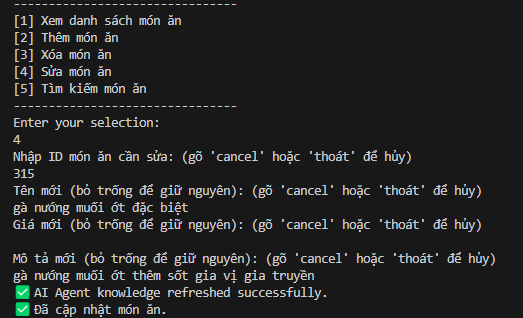 --------------------------------
[1] Xem danh sách món ăn
[2] Thêm món ăn
[3] Xóa món ăn
[4] Sửa món ăn
[5] Tìm kiếm món ăn
--------------------------------
Enter your selection:
4
Nhập ID món ăn cần sửa: (gõ 'cancel' hoặc 'thoát' để hủy)
315
Tên mới (bỏ trống để giữ nguyên): (gõ 'cancel' hoặc 'thoát' để hủy)
gà nướng muối ớt đặc biệt
Giá mới (bỏ trống để giữ nguyên): (gõ 'cancel' hoặc 'thoát' để hủy)
Mô tả mới (bỏ trống để giữ nguyên): (gõ 'cancel' hoặc 'thoát' để hủy)
gà nướng muối ớt thêm sốt gia vị gia truyền
✅ AI Agent knowledge refreshed successfully.
✅ Đã cập nhật món ăn.